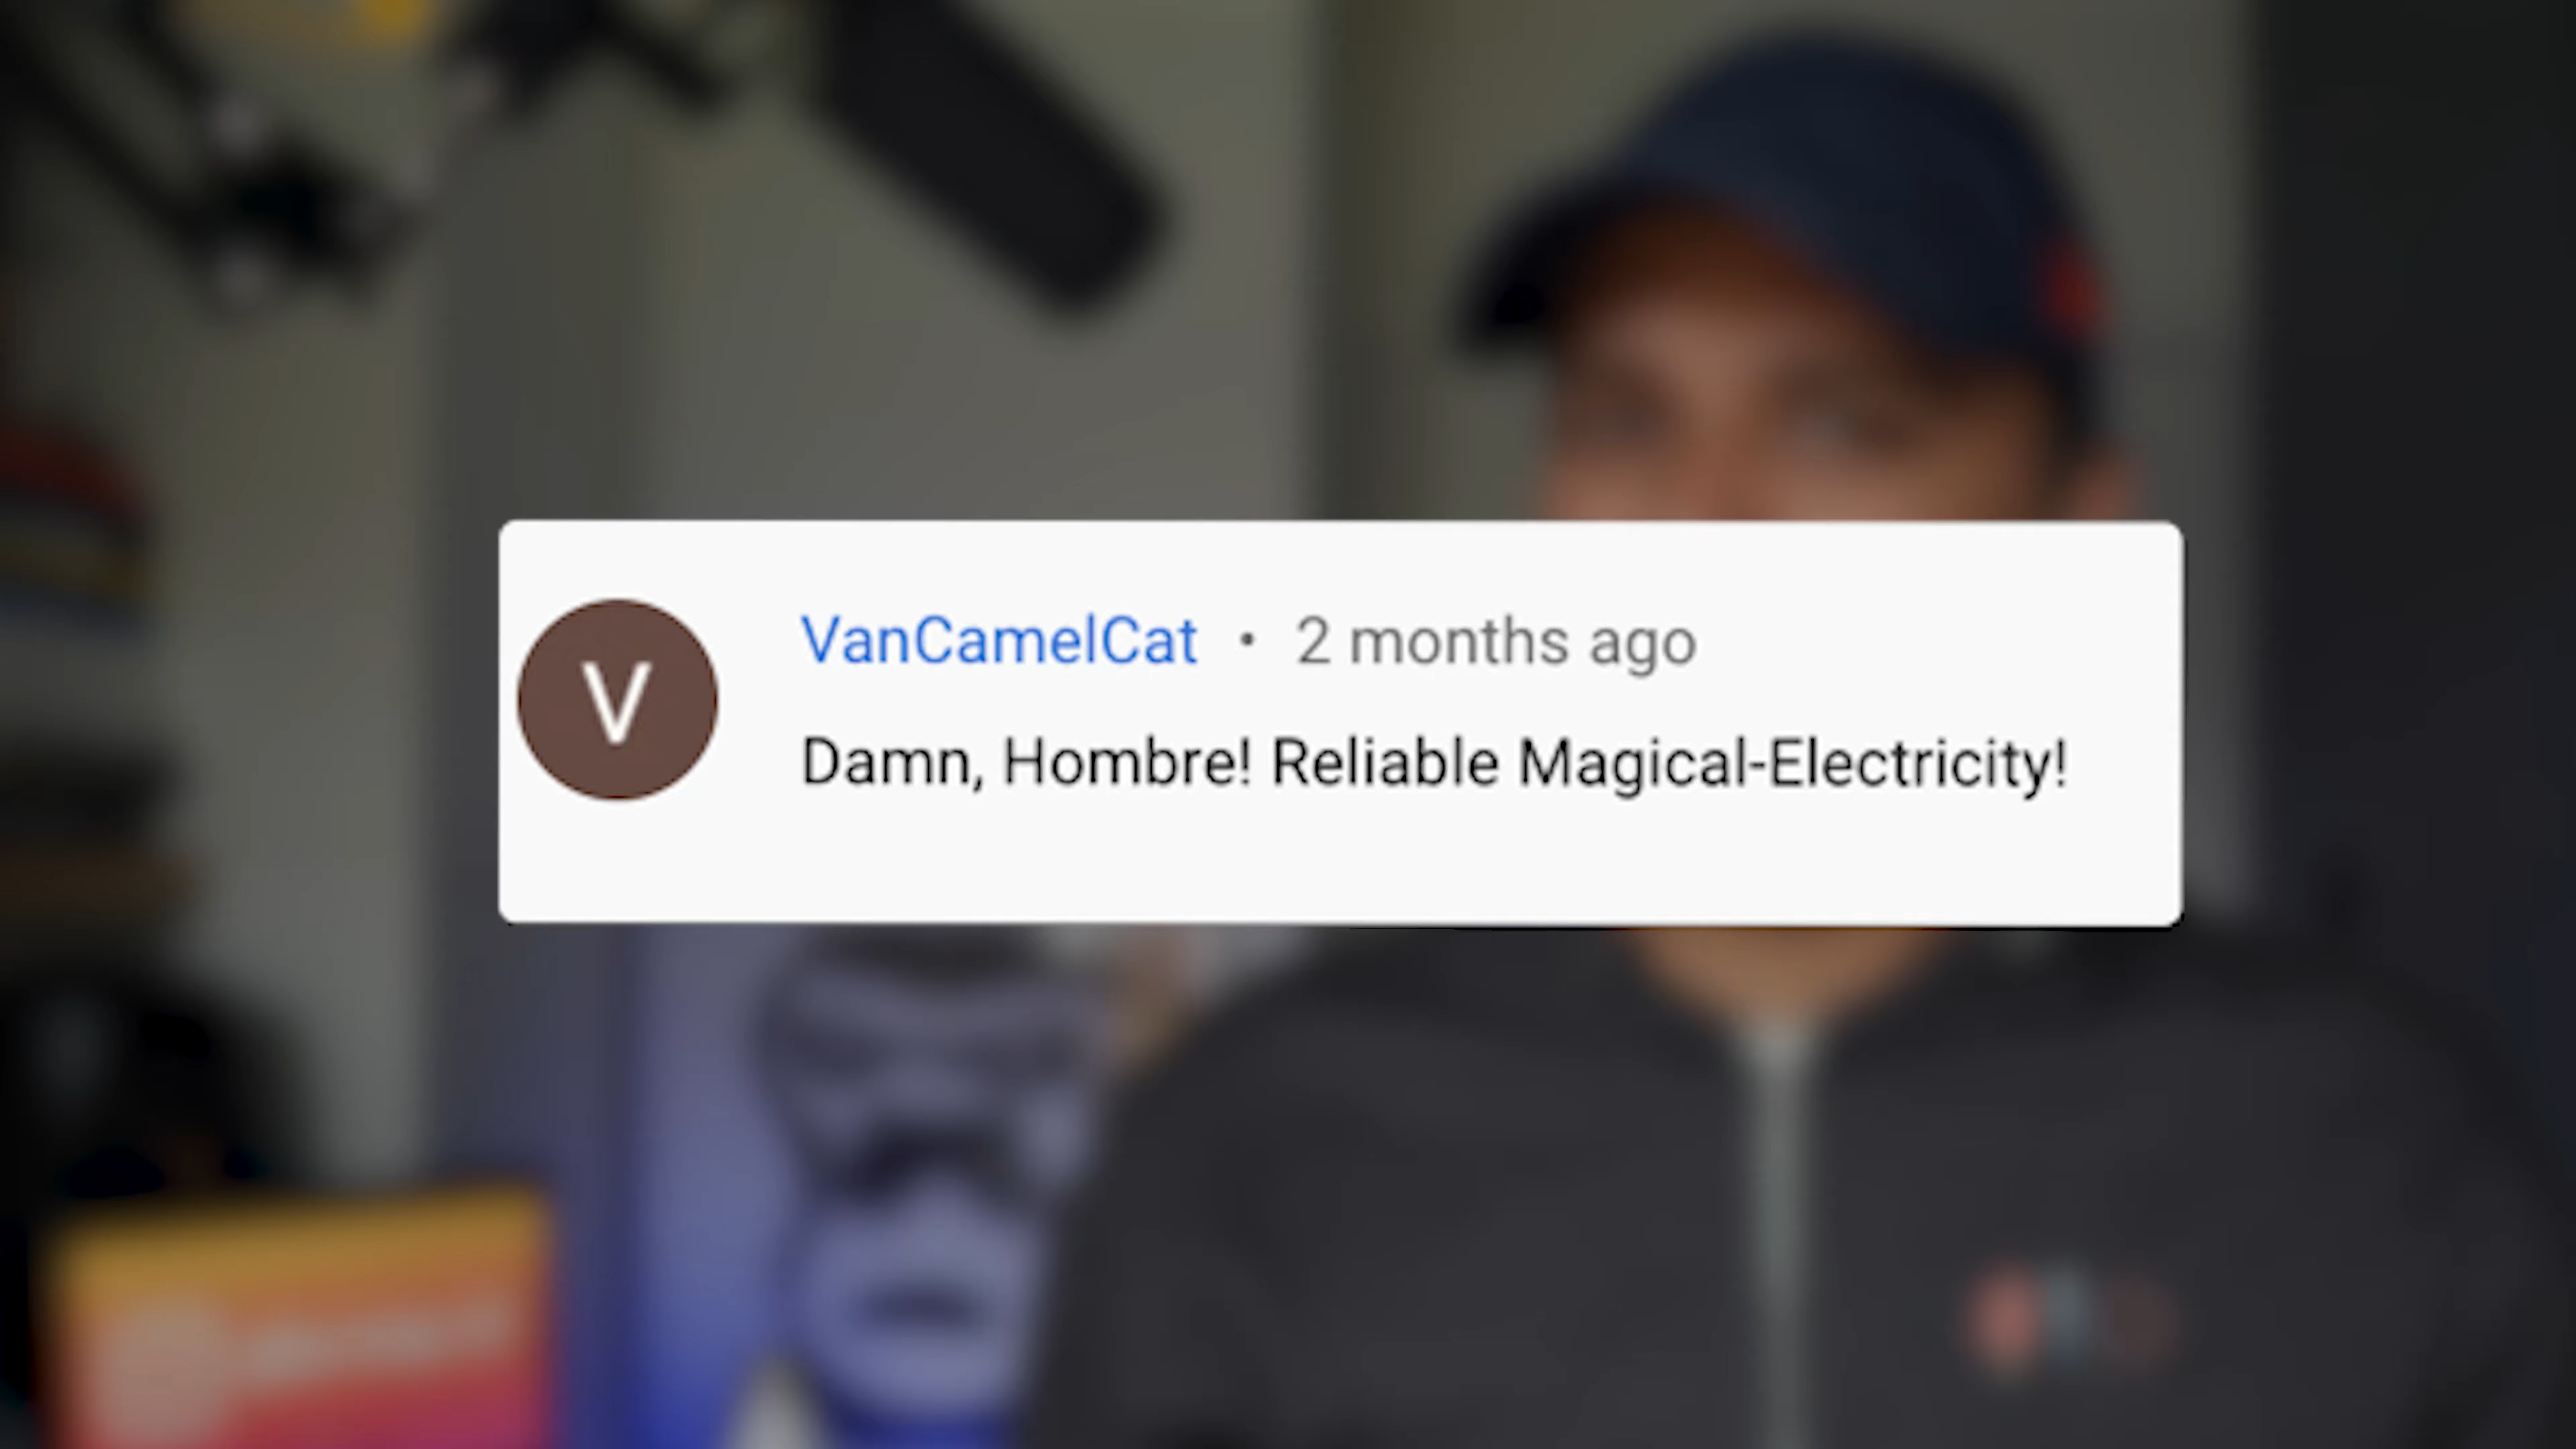 V
VanCamelCat • 2 months ago
Damn, Hombre! Reliable Magical-Electricity!